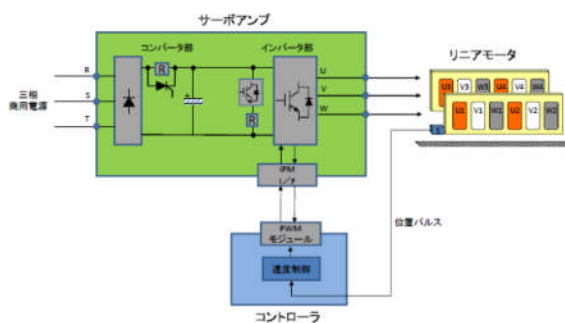 サーボアンプ
コンバータ部
インバータ部
リニアモータ
R
S
T
三相
商用電源
R
R
U
V
W
U3
V3
W3
U4
V4
W4
U1
V1
W1
U2
V2
W2
S
IPM
I/F
位置パルス
PWM
モジュール
速度制御
コントローラ